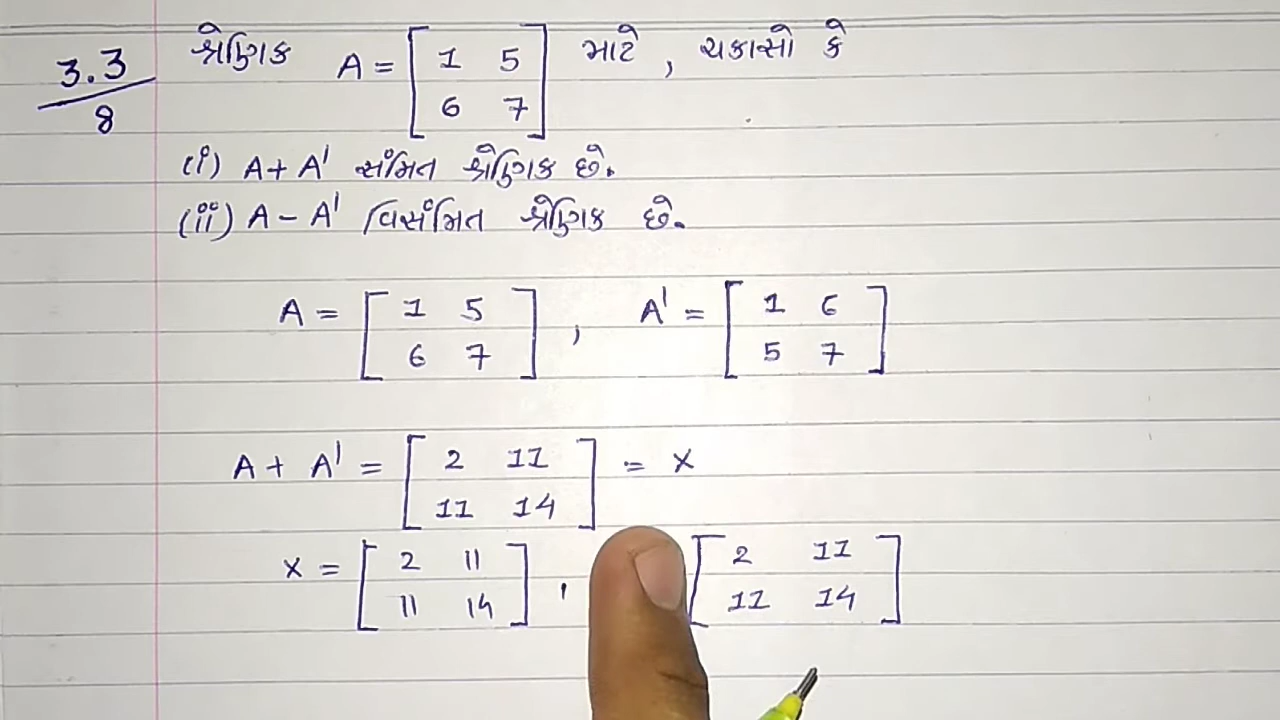 3.3/8 શ્રેણિક A = [1 5; 6 7] માટે, ચકાસો કે
(i) A + A' સંમિત શ્રેણિક છે.
(ii) A - A' વિસંમિત શ્રેણિક છે.
A = [1 5; 6 7], A' = [1 6; 5 7]
A + A' = [2 11; 11 14] = X
X = [2 11; 11 14], [2 11; 11 14]